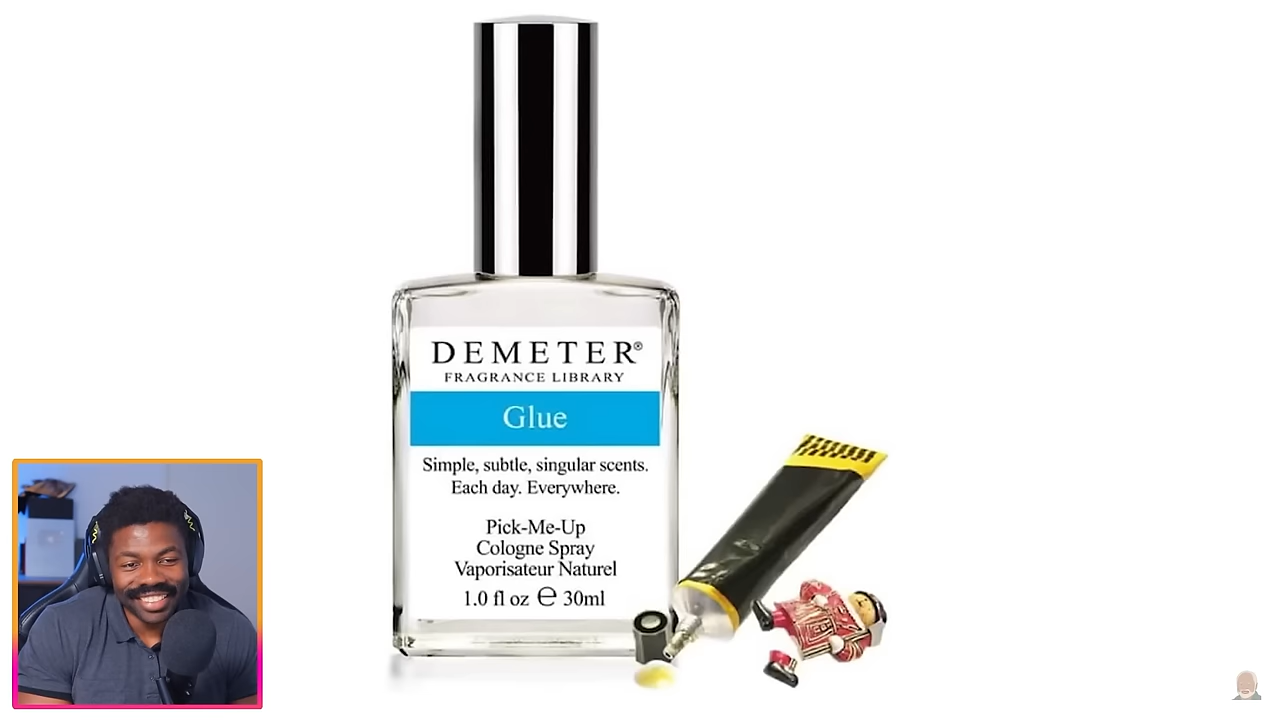 DEMETER®
FRAGRANCE LIBRARY
Glue
Simple, subtle, singular scents.
Each day. Everywhere.
Pick-Me-Up
Cologne Spray
Vaporisateur Naturel
1.0 fl oz ℮ 30ml